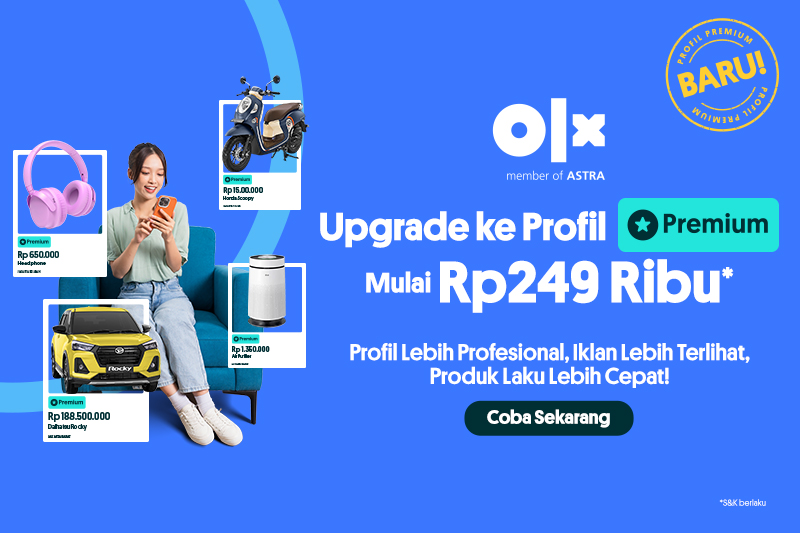 PROFIL PREMIUM
BARU!
PROFIL PREMIUM
olx
member of ASTRA
Upgrade ke Profil Premium
Mulai Rp249 Ribu*
Profil Lebih Profesional, Iklan Lebih Terlihat,
Produk Laku Lebih Cepat!
Coba Sekarang
*S&K berlaku
Premium
Rp 15.00.000
Honda Scoopy
Premium
Rp 650.000
Headphone
Premium
Rp 1.350.000
Air Purifier
Rocky
Premium
Rp 188.500.000
Daihatsu Rocky